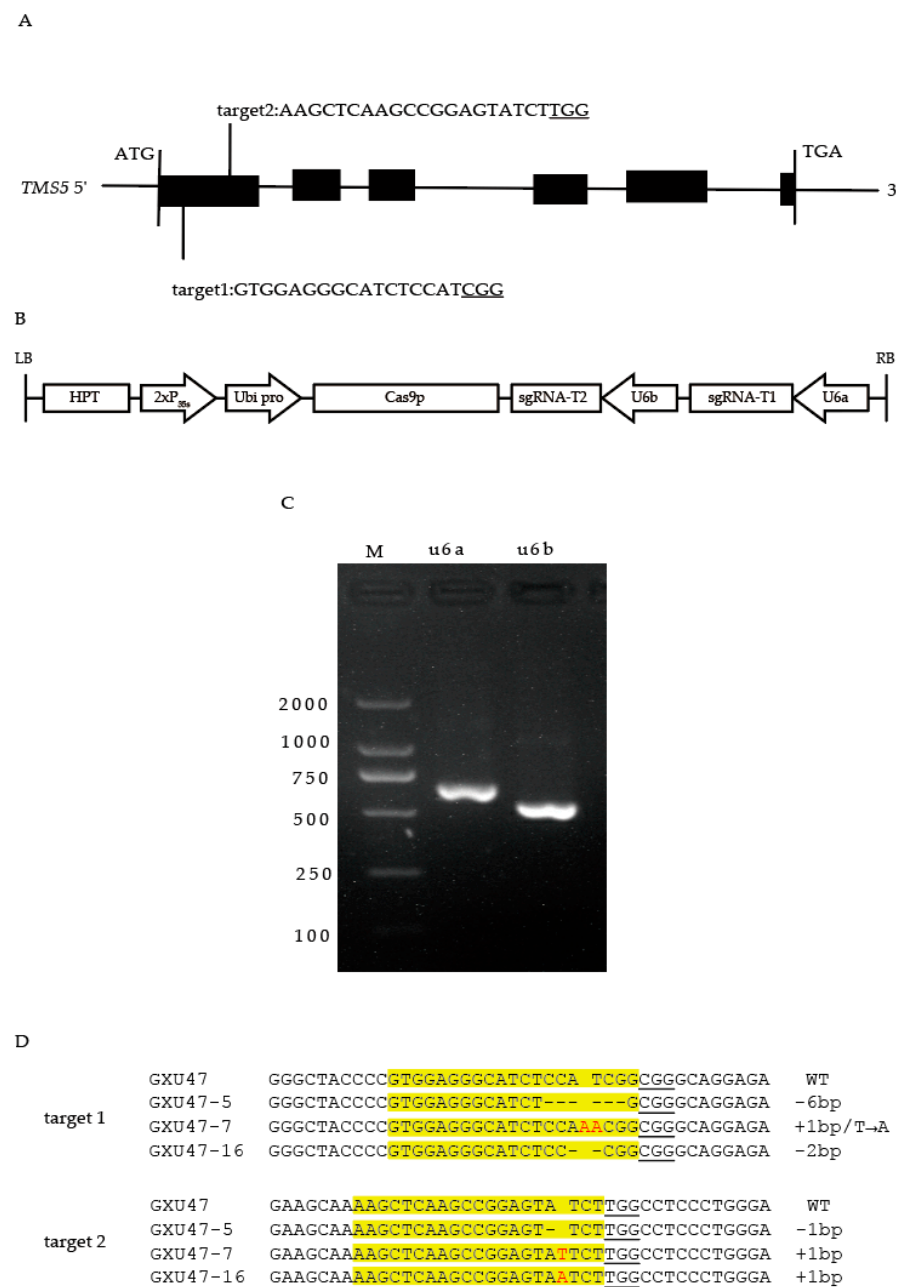 A
target2:AAGCTCAAGCCGGAGTATCTTGG
ATG
TGA
TMS5 5'
3
target1:GTGGAGGGCATCTCCATCGG
B
LB
RB
HPT
2xP35s
Ubi pro
Cas9p
sgRNA-T2
U6b
sgRNA-T1
U6a
C
M u6a u6b
2000
1000
750
500
250
100
D
target 1
GXU47 GGGCTACCCCGTGGAGGGCATCTCCA TCGGCGGGCAGGAGA WT
GXU47-5 GGGCTACCCCGTGGAGGGCATCT--- ---GCGGGCAGGAGA -6bp
GXU47-7 GGGCTACCCCGTGGAGGGCATCTCCAAACGGCGGGCAGGAGA +1bp/T→A
GXU47-16 GGGCTACCCCGTGGAGGGCATCTCC- -CGGCGGGCAGGAGA -2bp
target 2
GXU47 GAAGCAAAAGCTCAAGCCGGAGTA TCTTGGCCTCCCTGGGA WT
GXU47-5 GAAGCAAAAGCTCAAGCCGGAGT- TCTTGGCCTCCCTGGGA -1bp
GXU47-7 GAAGCAAAAGCTCAAGCCGGAGTATTCTTGGCCTCCCTGGGA +1bp
GXU47-16 GAAGCAAAAGCTCAAGCCGGAGTAATCTTGGCCTCCCTGGGA +1bp